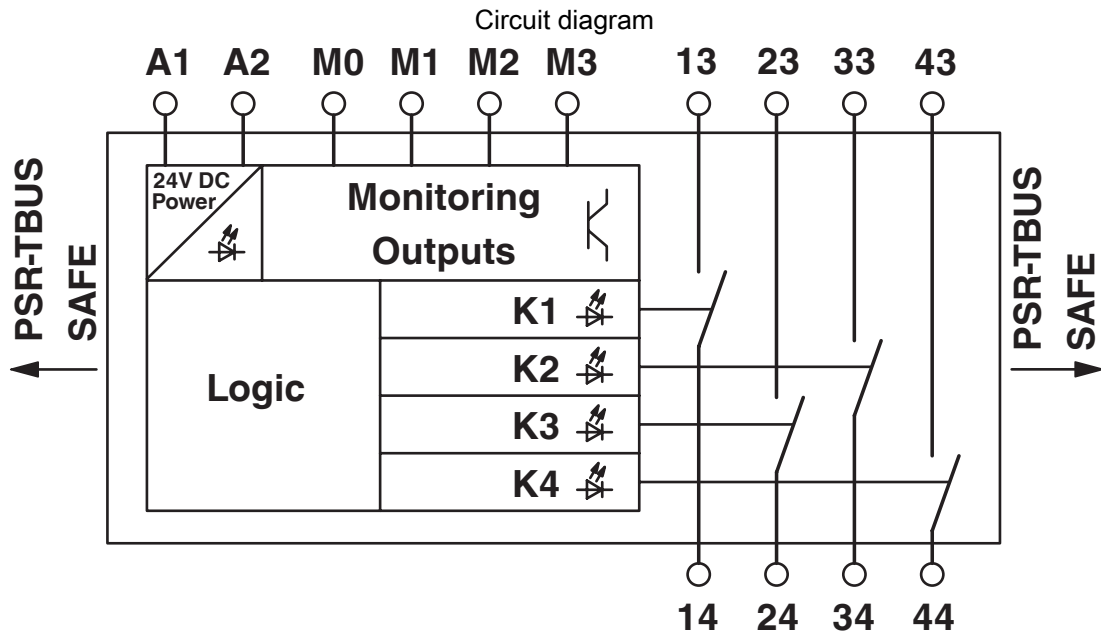 Circuit diagram
A1 A2 M0 M1 M2 M3 13 23 33 43
PSR-TBUS
SAFE
24V DC
Power
Monitoring
Outputs
Logic
K1
K2
K3
K4
PSR-TBUS
SAFE
14 24 34 44